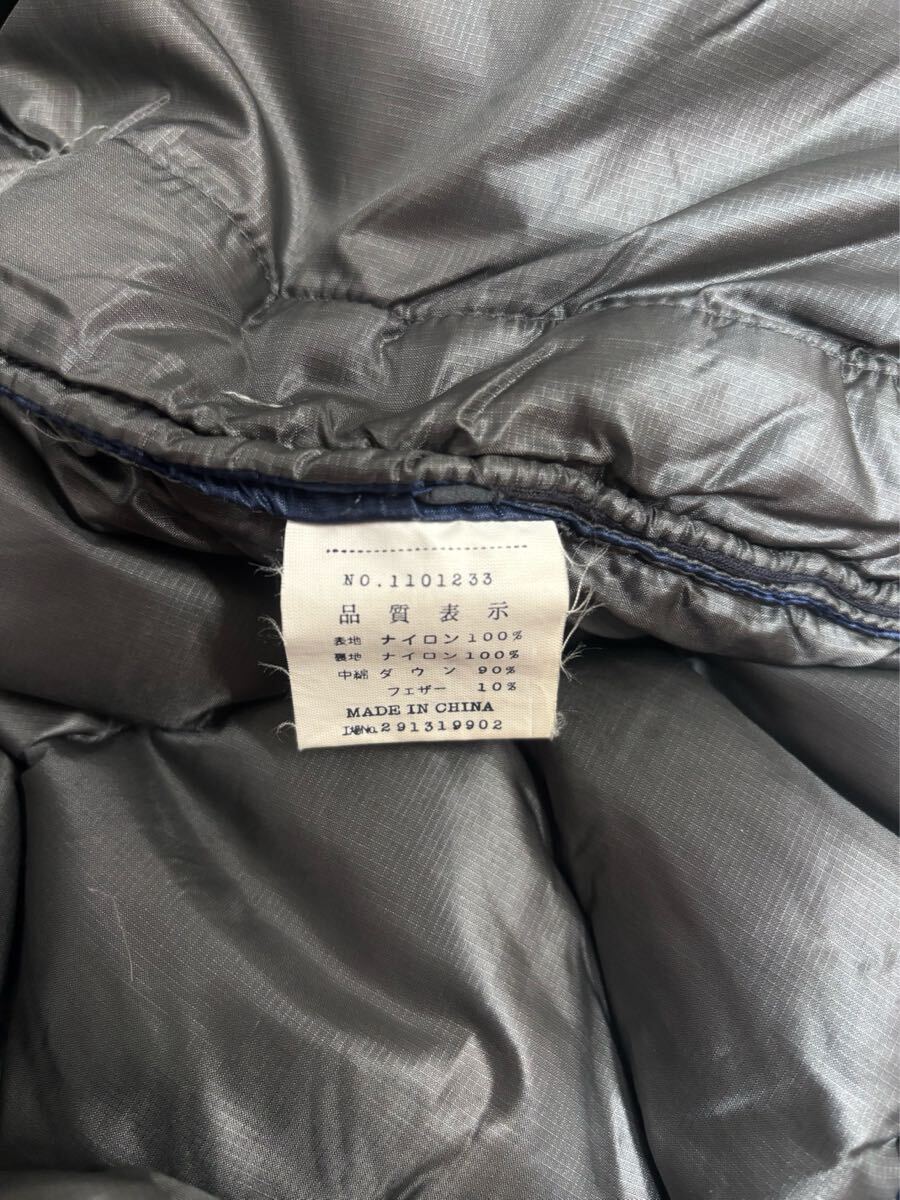 NO.1101233
品質表示
表地 ナイロン100%
裏地 ナイロン100%
中綿 ダウン 90%
フェザー 10%
MADE IN CHINA
工場No.291319902